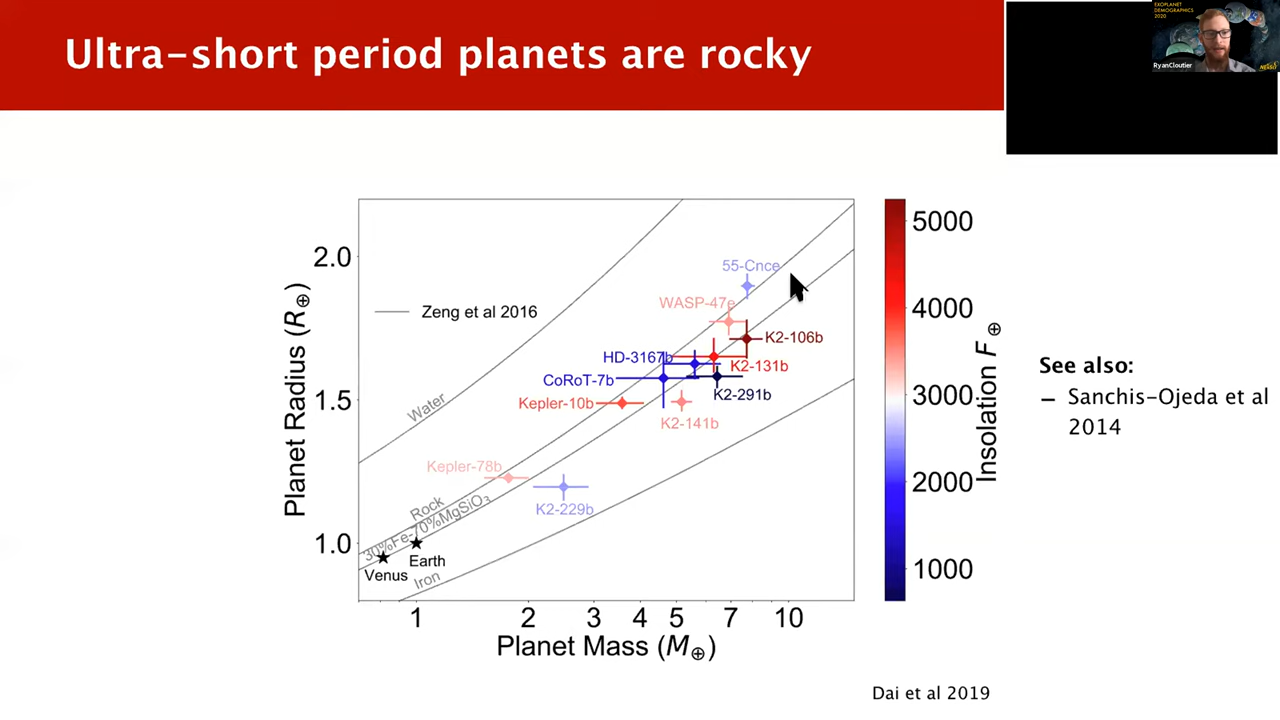 Ultra-short period planets are rocky
EXOPLANET
DEMOGRAPHICS
2020
RyanCloutier
Planet Radius (R⊕)
2.0
1.5
1.0
Zeng et al 2016
Water
Rock
30%Fe-70%MgSiO₃
Iron
55-Cnce
WASP-47e
K2-106b
HD-3167b
K2-131b
CoRoT-7b
K2-291b
Kepler-10b
K2-141b
Kepler-78b
K2-229b
Earth
Venus
1 2 3 4 5 7 10
Planet Mass (M⊕)
5000
4000
3000
2000
1000
Insolation F⊕
See also:
– Sanchis-Ojeda et al
2014
Dai et al 2019